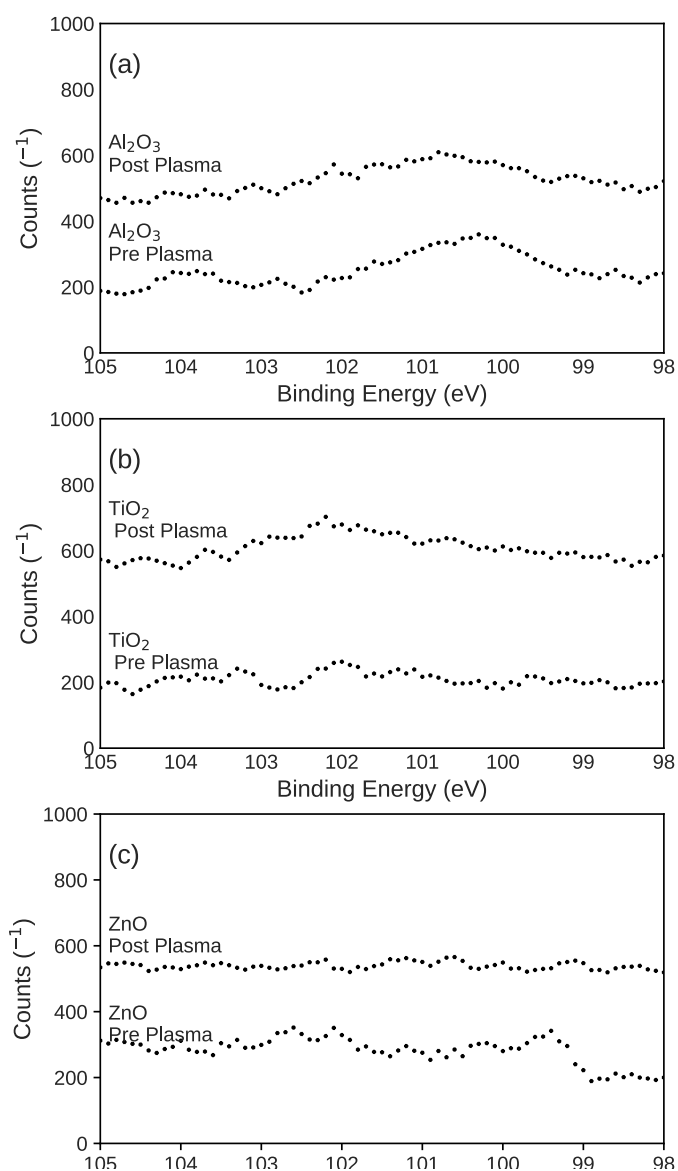 1000
(a)
800
Al₂O₃
Post Plasma
600
Counts (⁻¹)
400
Al₂O₃
Pre Plasma
200
0
105 104 103 102 101 100 99 98
Binding Energy (eV)
1000
(b)
800
TiO₂
Post Plasma
600
Counts (⁻¹)
400
TiO₂
Pre Plasma
200
0
105 104 103 102 101 100 99 98
Binding Energy (eV)
1000
(c)
800
ZnO
Post Plasma
600
Counts (⁻¹)
400
ZnO
Pre Plasma
200
0
105 104 103 102 101 100 99 98